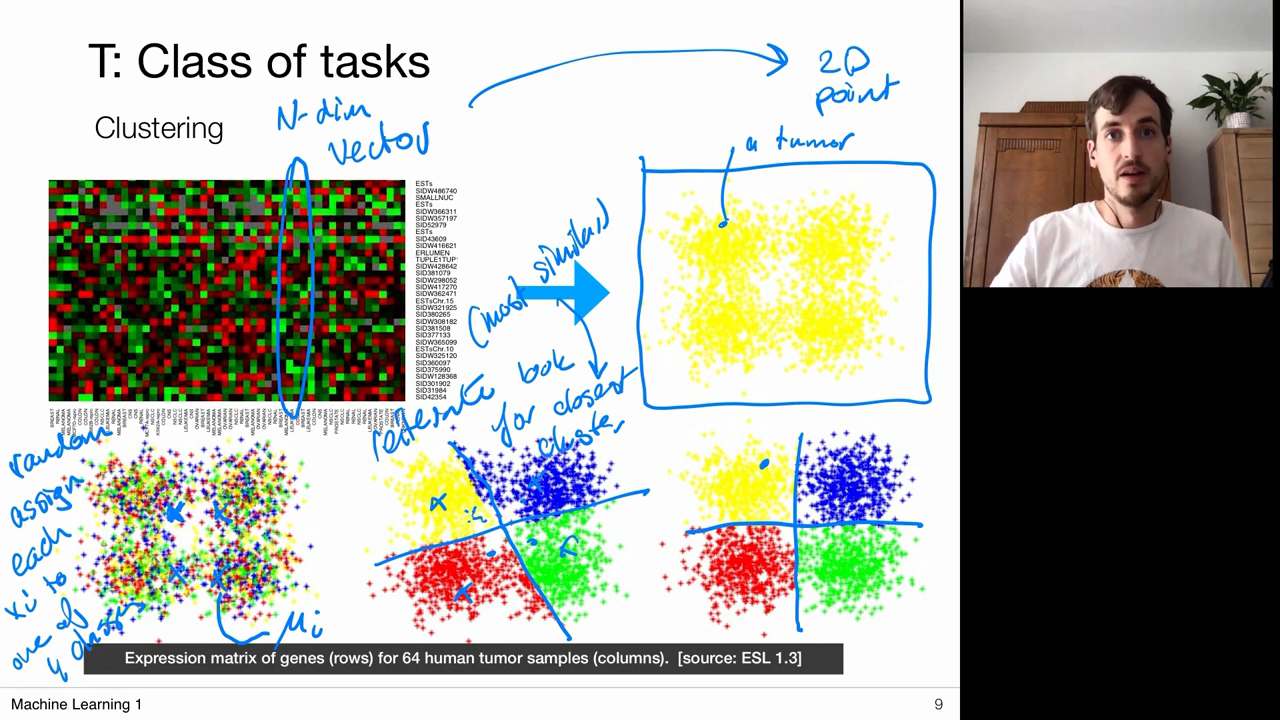 T: Class of tasks
Clustering
N-dim
vector
2D
point
a tumor
ESTs
SIDW486740
SMALLNUC
ESTs
SIDW366311
SIDW357197
SID52979
ESTs
SID43609
SIDW416621
ERLUMEN
TUPLE1TUP
SIDW428642
SID381079
SIDW298052
SIDW417270
SIDW362471
ESTsChr.15
SIDW321925
SID380265
SIDW308182
SID381508
SID377133
SIDW365099
ESTsChr.10
SIDW325120
SID360097
SID375990
SIDW128368
SID301902
SID31984
SID42354
(most similar)
reiterate look
for closest
cluster
random
assign
each
xi to
one of
4 classes
μi
Expression matrix of genes (rows) for 64 human tumor samples (columns). [source: ESL 1.3]
Machine Learning 1
9